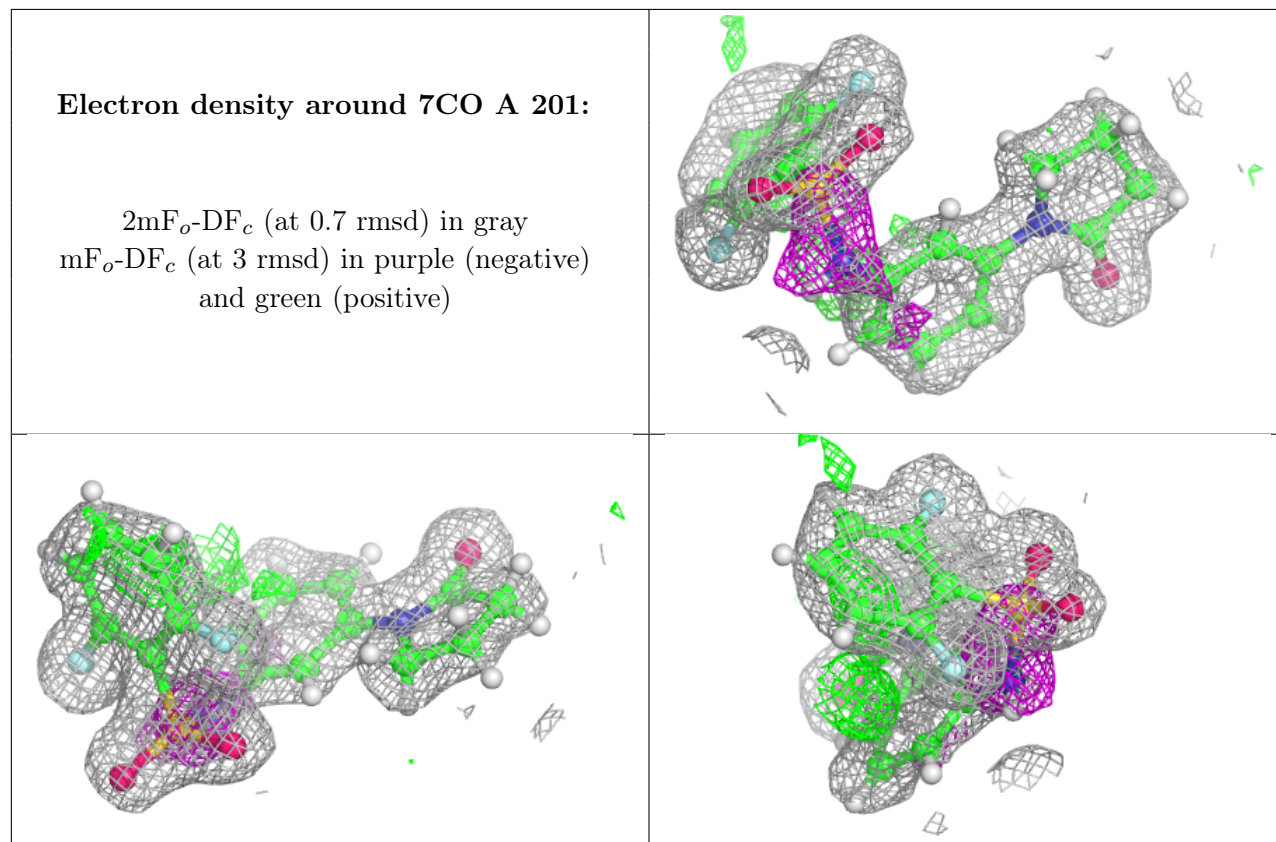 Electron density around 7CO A 201:
2mFo-DFc (at 0.7 rmsd) in gray
mFo-DFc (at 3 rmsd) in purple (negative)
and green (positive)